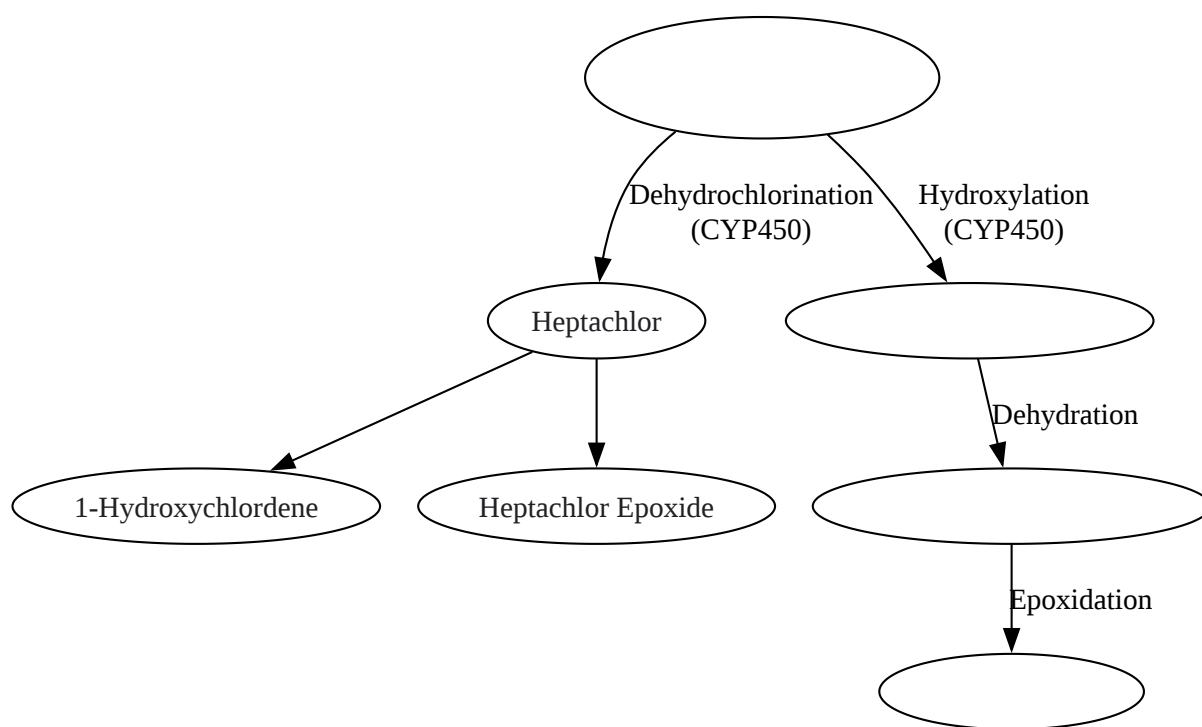 Dehydrochlorination
(CYP450)
Hydroxylation
(CYP450)
Heptachlor
Dehydration
1-Hydroxychlordene
Heptachlor Epoxide
Epoxidation